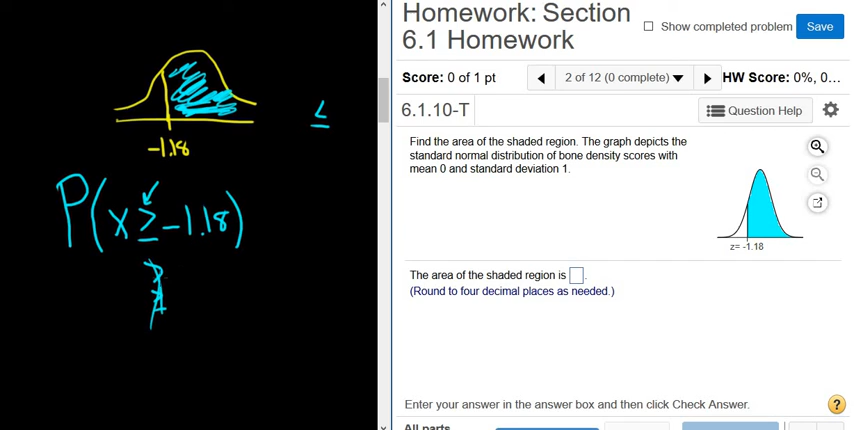 -1.18
≤
P(X ≥ -1.18)
Homework: Section
6.1 Homework
Show completed problem
Save
Score: 0 of 1 pt
2 of 12 (0 complete)
HW Score: 0%, 0...
6.1.10-T
Question Help
Find the area of the shaded region. The graph depicts the
standard normal distribution of bone density scores with
mean 0 and standard deviation 1.
z= -1.18
The area of the shaded region is
(Round to four decimal places as needed.)
Enter your answer in the answer box and then click Check Answer.
?
All parts